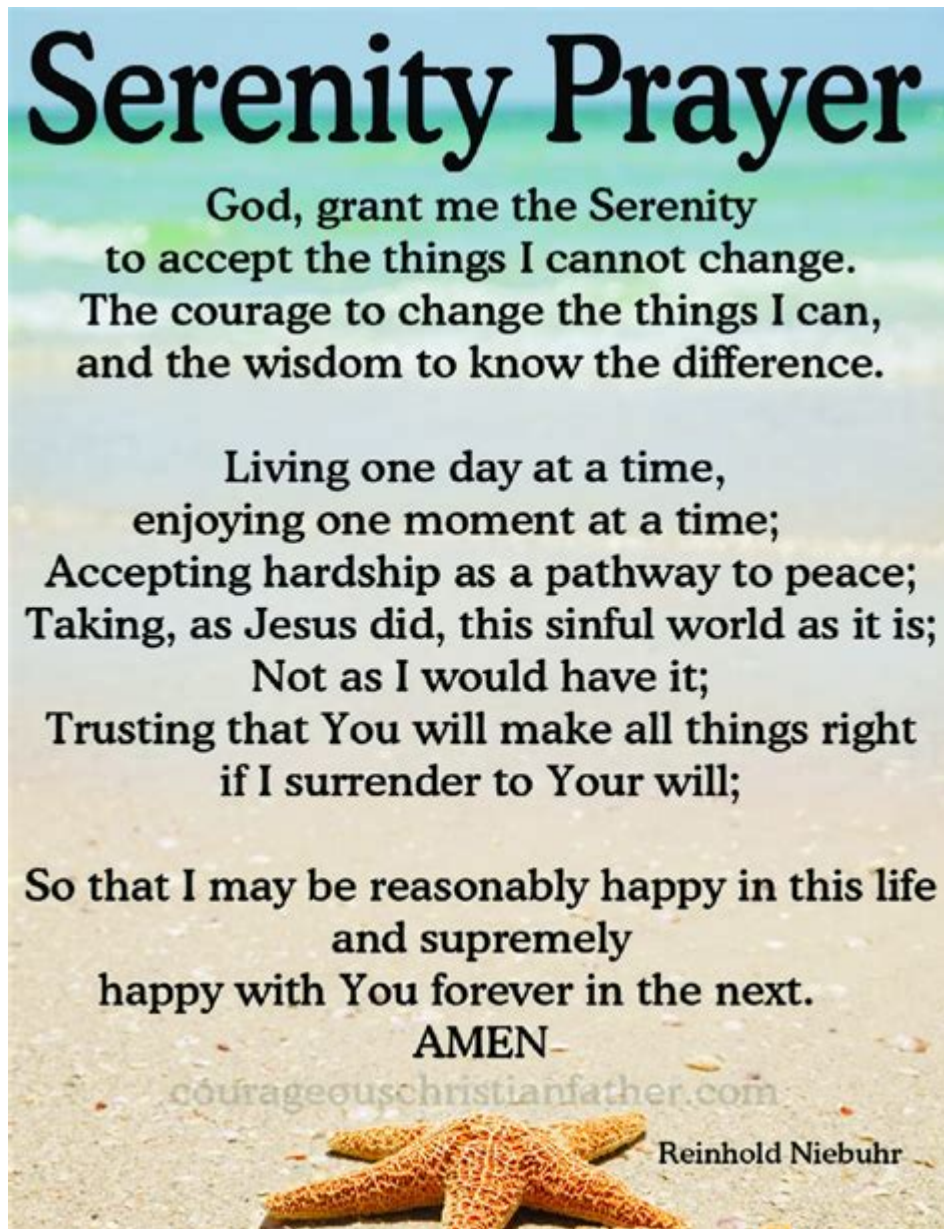 Serenity Prayer
God, grant me the Serenity
to accept the things I cannot change.
The courage to change the things I can,
and the wisdom to know the difference.
Living one day at a time,
enjoying one moment at a time;
Accepting hardship as a pathway to peace;
Taking, as Jesus did, this sinful world as it is;
Not as I would have it;
Trusting that You will make all things right
if I surrender to Your will;
So that I may be reasonably happy in this life
and supremely
happy with You forever in the next.
AMEN
courageouschristianfather.com
Reinhold Niebuhr